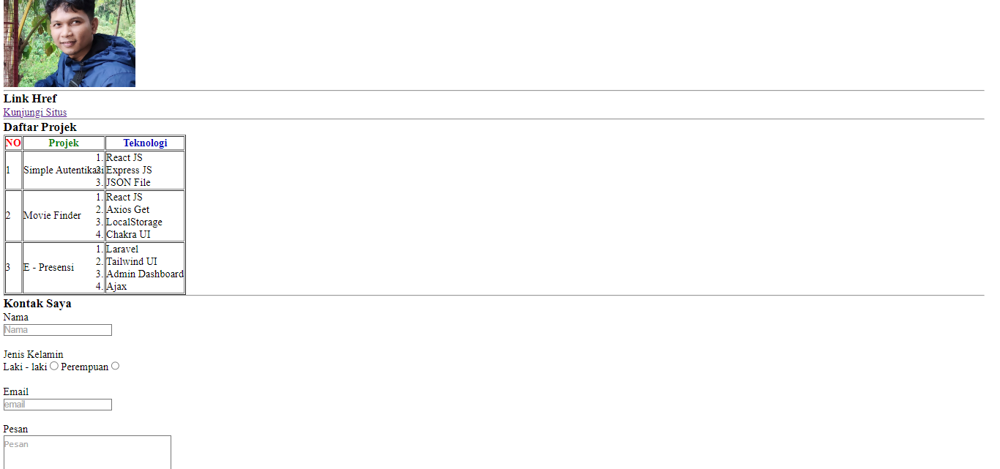 Link Href
Kunjungi Situs
Daftar Projek
NO Projek Teknologi
1 Simple Autentikasi 1. React JS
2. Express JS
3. JSON File
2 Movie Finder 1. React JS
2. Axios Get
3. LocalStorage
4. Chakra UI
3 E - Presensi 1. Laravel
2. Tailwind UI
3. Admin Dashboard
4. Ajax
Kontak Saya
Nama
Nama
Jenis Kelamin
Laki - laki Perempuan
Email
email
Pesan
Pesan